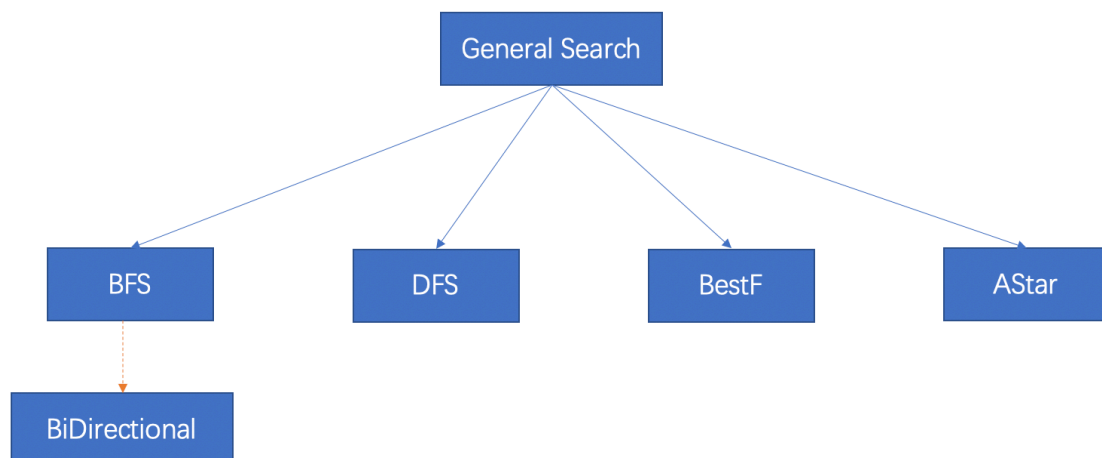 General Search
BFS
DFS
BestF
AStar
BiDirectional